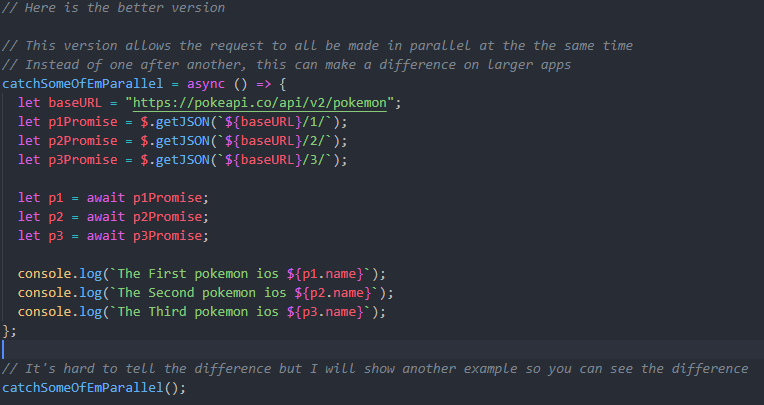 // Here is the better version
// This version allows the request to all be made in parallel at the the same time
// Instead of one after another, this can make a difference on larger apps
catchSomeOfEmParallel = async () => {
  let baseURL = "https://pokeapi.co/api/v2/pokemon";
  let p1Promise = $.getJSON(`${baseURL}/1/`);
  let p2Promise = $.getJSON(`${baseURL}/2/`);
  let p3Promise = $.getJSON(`${baseURL}/3/`);
  let p1 = await p1Promise;
  let p2 = await p2Promise;
  let p3 = await p3Promise;
  console.log(`The First pokemon ios ${p1.name}`);
  console.log(`The Second pokemon ios ${p2.name}`);
  console.log(`The Third pokemon ios ${p3.name}`);
};
// It's hard to tell the difference but I will show another example so you can see the difference
catchSomeOfEmParallel();